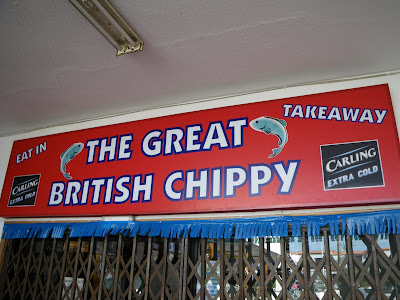 EAT IN
THE GREAT
TAKEAWAY
BRITISH CHIPPY
CARLING
EXTRA COLD
CARLING
EXTRA COLD